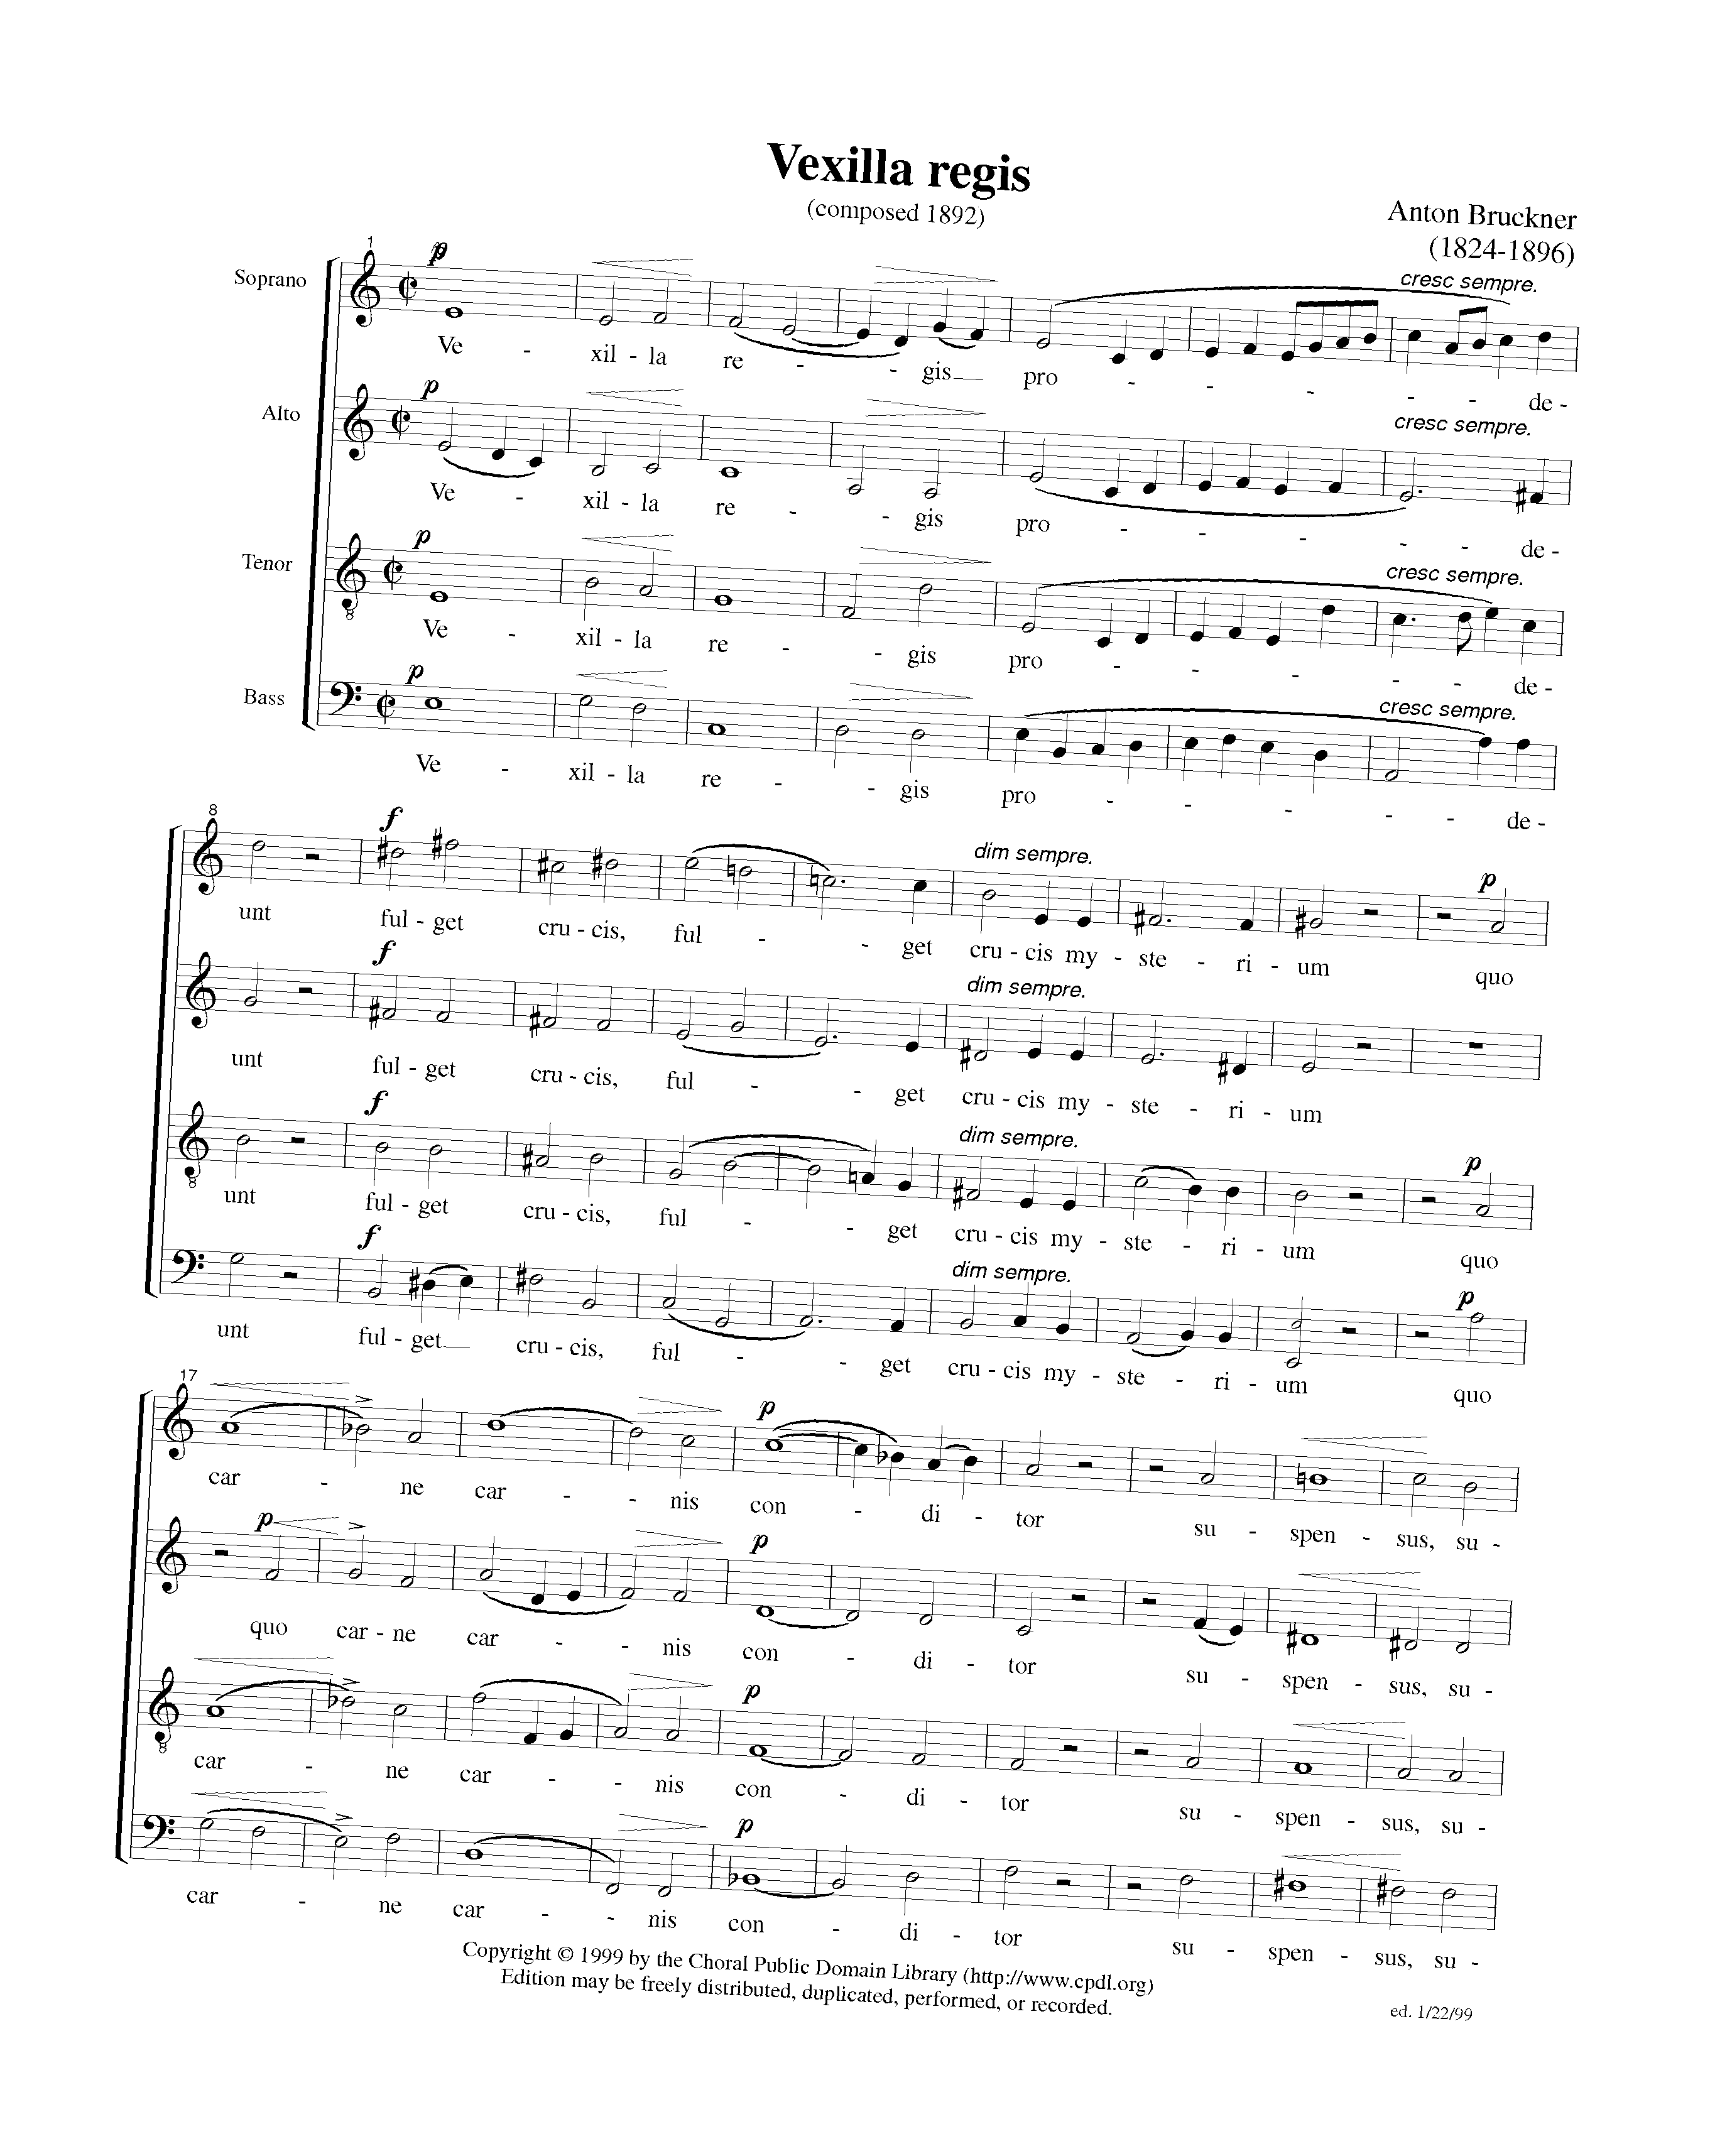 Vexilla regis
(composed 1892)
Anton Bruckner
(1824-1896)
1
p
cresc sempre.
Soprano
Ve - xil - la re - - gis pro - - - - - de -
p
cresc sempre.
Alto
Ve - xil - la re - - gis pro - - - - - de -
p
cresc sempre.
Tenor
Ve - xil - la re - - gis pro - - - - - de -
p
cresc sempre.
Bass
Ve - xil - la re - - gis pro - - - - - de -
8
f
dim sempre.
p
unt ful - get cru - cis, ful - - get cru - cis my - ste - ri - um quo
f
dim sempre.
unt ful - get cru - cis, ful - - get cru - cis my - ste - ri - um
f
dim sempre.
p
unt ful - get cru - cis, ful - - get cru - cis my - ste - ri - um quo
f
dim sempre.
p
unt ful - get cru - cis, ful - - get cru - cis my - ste - ri - um quo
17
p
car - ne car - - nis con - di - tor su - spen - sus, su -
p
p
quo car - ne car - - nis con - di - tor su - spen - sus, su -
p
car - ne car - - nis con - di - tor su - spen - sus, su -
p
car - ne car - - nis con - di - tor su - spen - sus, su -
Copyright © 1999 by the Choral Public Domain Library (http://www.cpdl.org)
Edition may be freely distributed, duplicated, performed, or recorded.
ed. 1/22/99